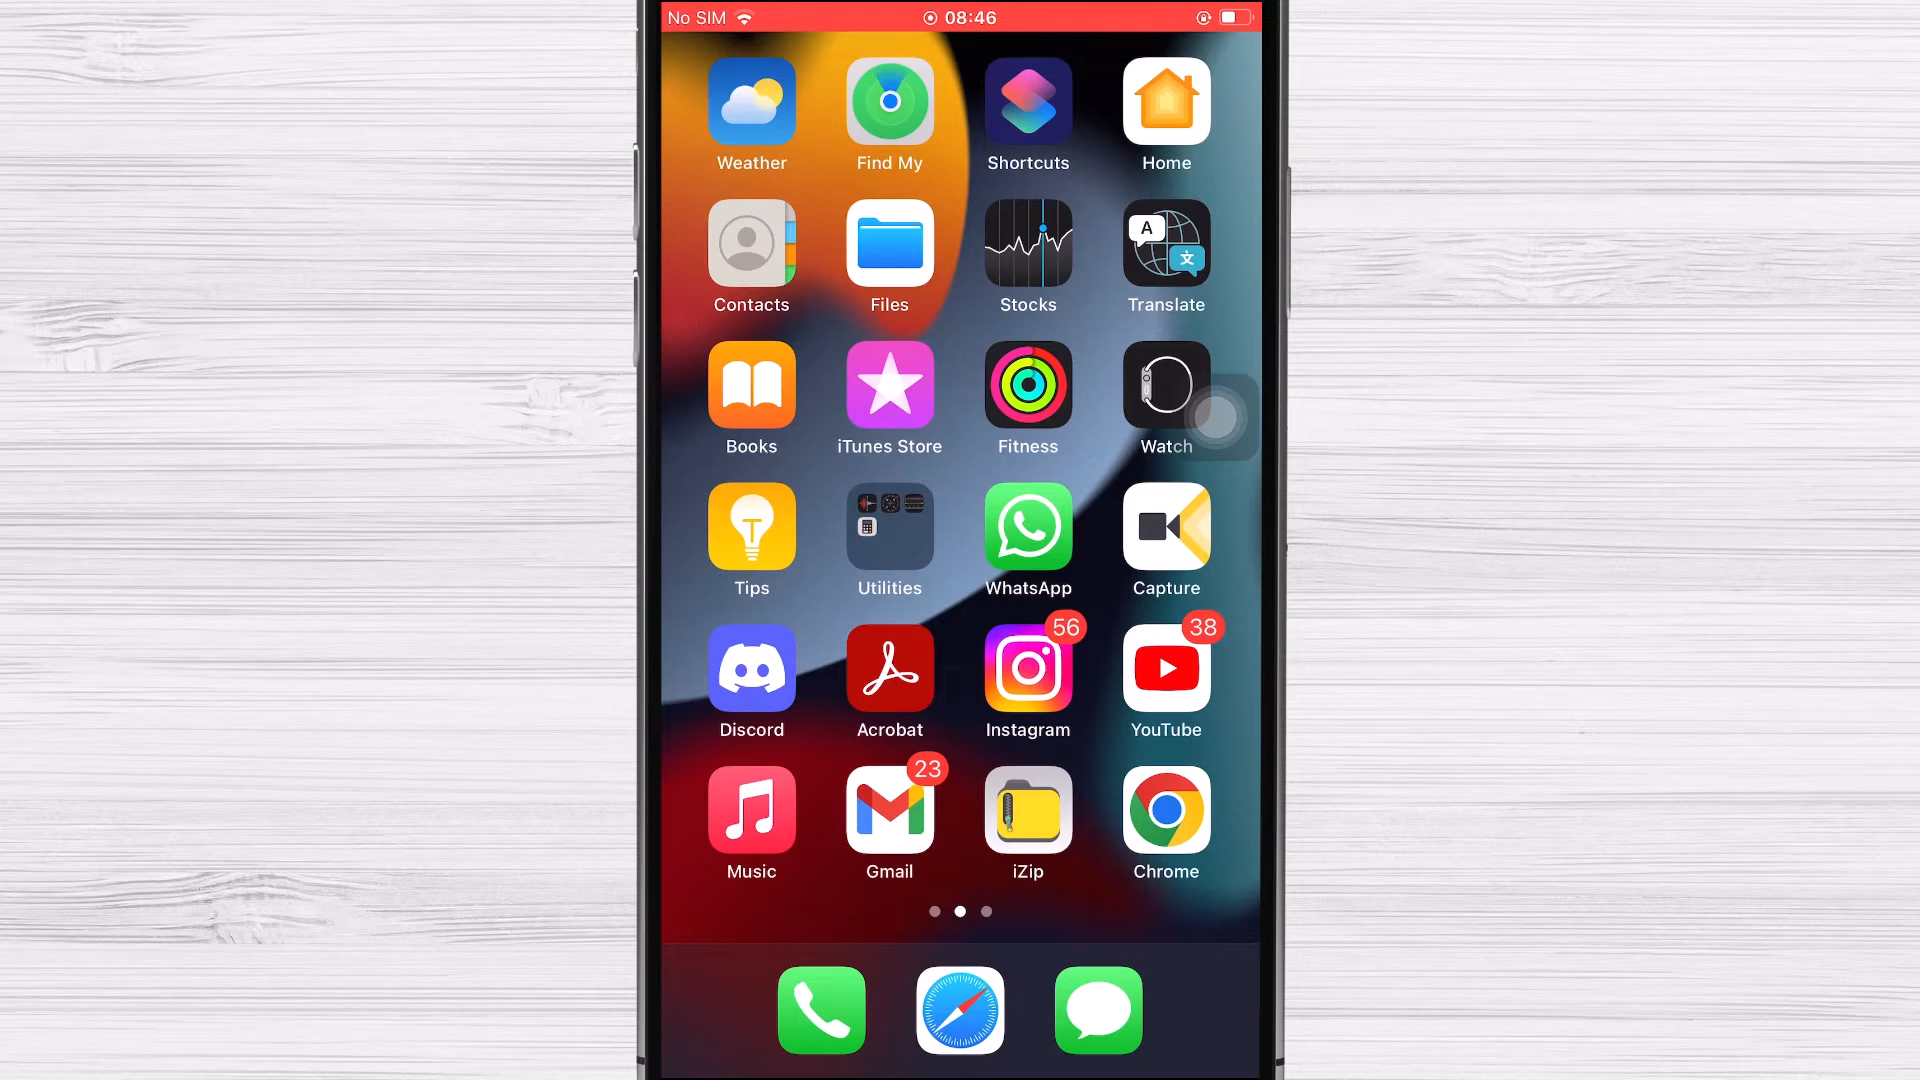 No SIM 08:46
Weather Find My Shortcuts Home
A 文
Contacts Files Stocks Translate
Books iTunes Store Fitness Watch
Tips Utilities WhatsApp Capture
56 38
Discord Acrobat Instagram YouTube
23
Music Gmail iZip Chrome